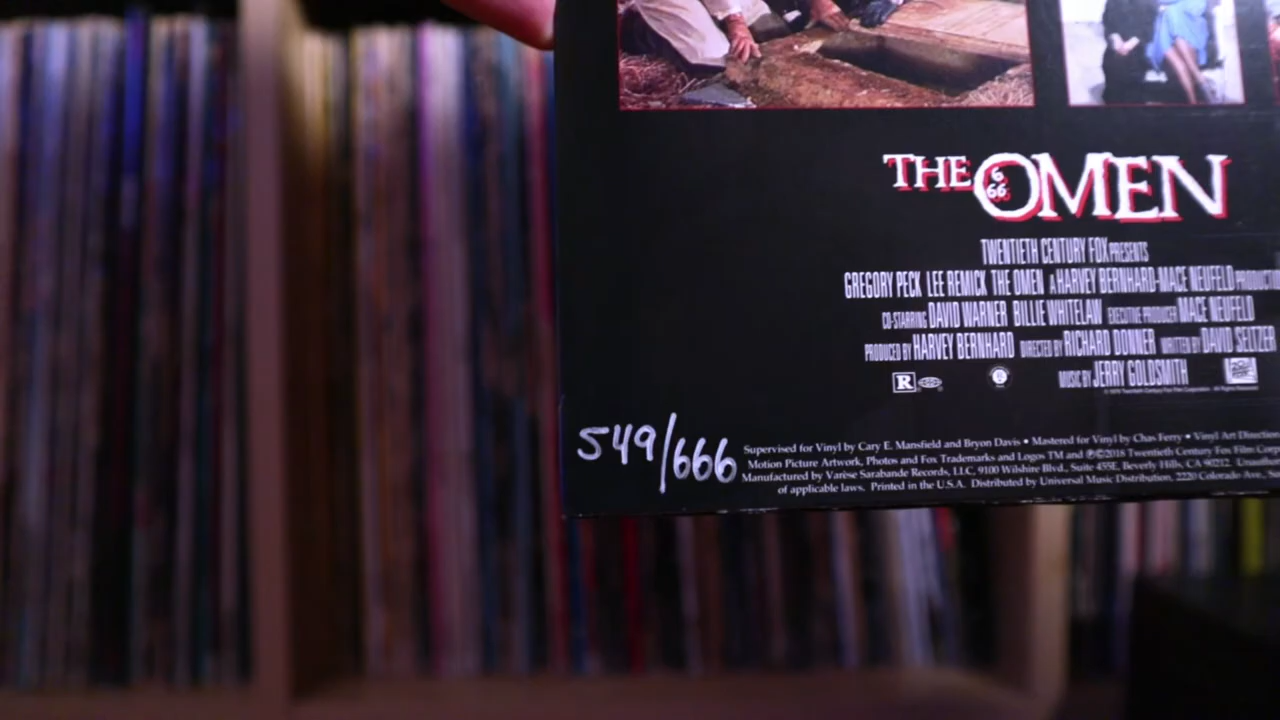 THE OMEN
6
66
TWENTIETH CENTURY FOX PRESENTS
GREGORY PECK LEE REMICK THE OMEN A HARVEY BERNHARD-MACE NEUFELD
CO-STARRING DAVID WARNER BILLIE WHITELAW EXECUTIVE PRODUCER MACE NEUFELD
PRODUCED BY HARVEY BERNHARD DIRECTED BY RICHARD DONNER WRITTEN BY DAVID SELTZER
R
MUSIC BY JERRY GOLDSMITH
549/666
Supervised for Vinyl by Cary E. Mansfield and Bryon Davis • Mastered for Vinyl by Chas Ferry • Vinyl Art Direction
Motion Picture Artwork, Photos and Fox Trademarks and Logos TM and ℗©2016 Twentieth Century Fox Film
Manufactured by Varèse Sarabande Records, LLC, 9100 Wilshire Blvd., Suite 455E, Beverly Hills, CA 90212.
of applicable laws. Printed in the U.S.A. Distributed by Universal Music Distribution, 2220 Colorado Ave.